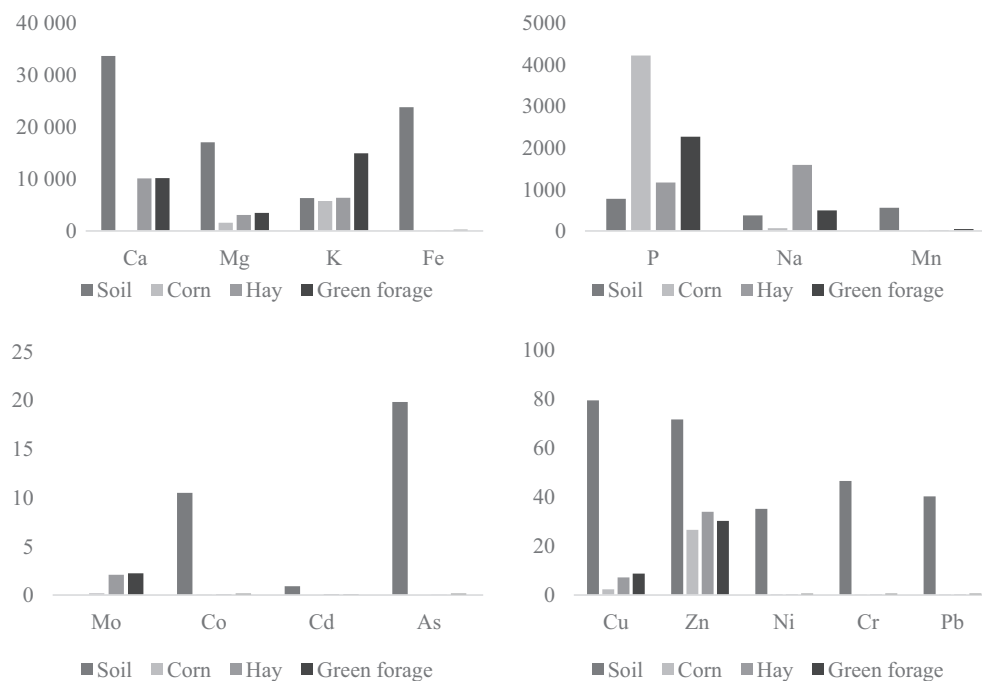 40 000
30 000
20 000
10 000
0
Ca Mg K Fe
Soil Corn Hay Green forage
5000
4000
3000
2000
1000
0
P Na Mn
Soil Corn Hay Green forage
25
20
15
10
5
0
Mo Co Cd As
Soil Corn Hay Green forage
100
80
60
40
20
0
Cu Zn Ni Cr Pb
Soil Corn Hay Green forage